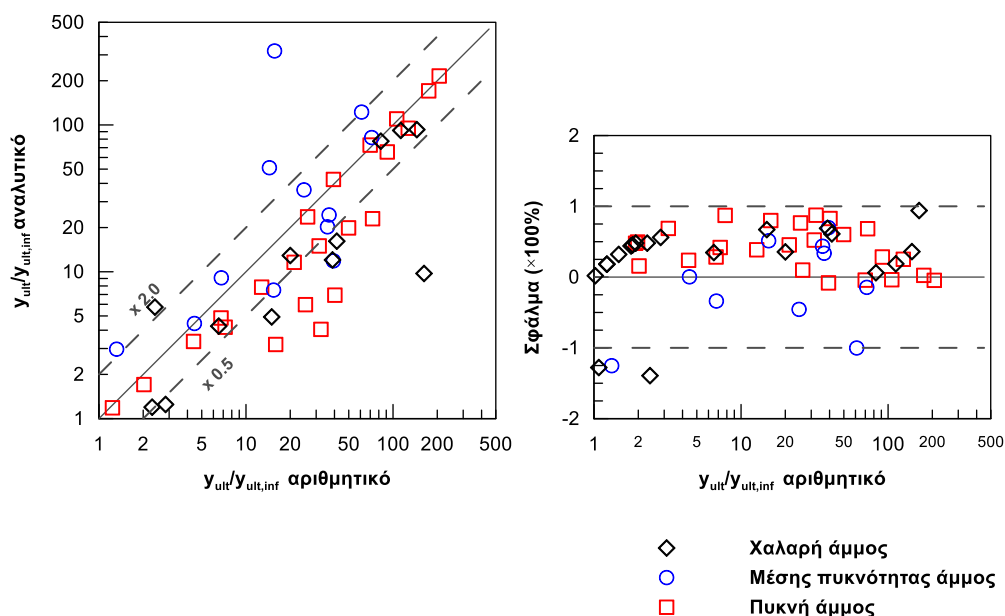 500
200
100
50
20
10
5
2
1
y_ult/y_ult,inf αναλυτικό
x 2.0
x 0.5
1 2 5 10 20 50 100 200 500
y_ult/y_ult,inf αριθμητικό
2
1
0
-1
-2
Σφάλμα (×100%)
1 2 5 10 20 50 100 200 500
y_ult/y_ult,inf αριθμητικό
Χαλαρή άμμος
Μέσης πυκνότητας άμμος
Πυκνή άμμος